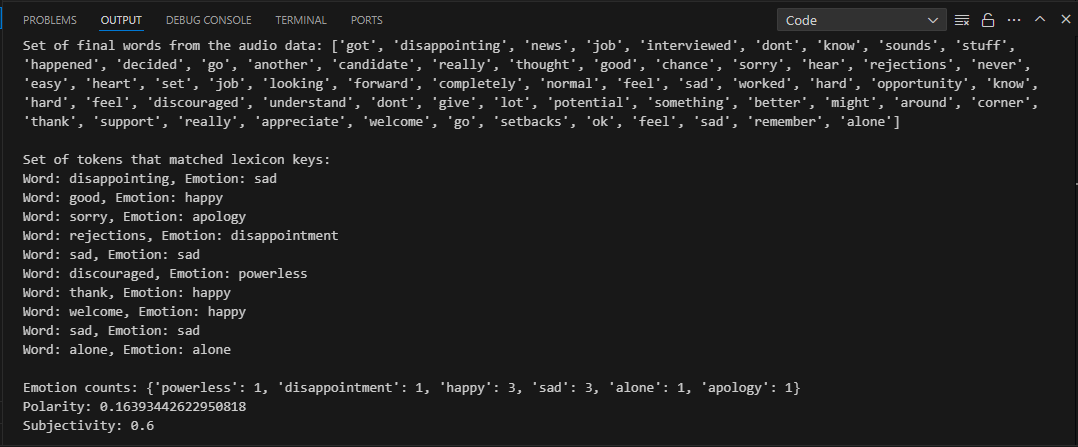 PROBLEMS OUTPUT DEBUG CONSOLE TERMINAL PORTS Code
Set of final words from the audio data: ['got', 'disappointing', 'news', 'job', 'interviewed', 'dont', 'know', 'sounds', 'stuff',
'happened', 'decided', 'go', 'another', 'candidate', 'really', 'thought', 'good', 'chance', 'sorry', 'hear', 'rejections', 'never',
'easy', 'heart', 'set', 'job', 'looking', 'forward', 'completely', 'normal', 'feel', 'sad', 'worked', 'hard', 'opportunity', 'know',
'hard', 'feel', 'discouraged', 'understand', 'dont', 'give', 'lot', 'potential', 'something', 'better', 'might', 'around', 'corner',
'thank', 'support', 'really', 'appreciate', 'welcome', 'go', 'setbacks', 'ok', 'feel', 'sad', 'remember', 'alone']
Set of tokens that matched lexicon keys:
Word: disappointing, Emotion: sad
Word: good, Emotion: happy
Word: sorry, Emotion: apology
Word: rejections, Emotion: disappointment
Word: sad, Emotion: sad
Word: discouraged, Emotion: powerless
Word: thank, Emotion: happy
Word: welcome, Emotion: happy
Word: sad, Emotion: sad
Word: alone, Emotion: alone
Emotion counts: {'powerless': 1, 'disappointment': 1, 'happy': 3, 'sad': 3, 'alone': 1, 'apology': 1}
Polarity: 0.16393442622950818
Subjectivity: 0.6